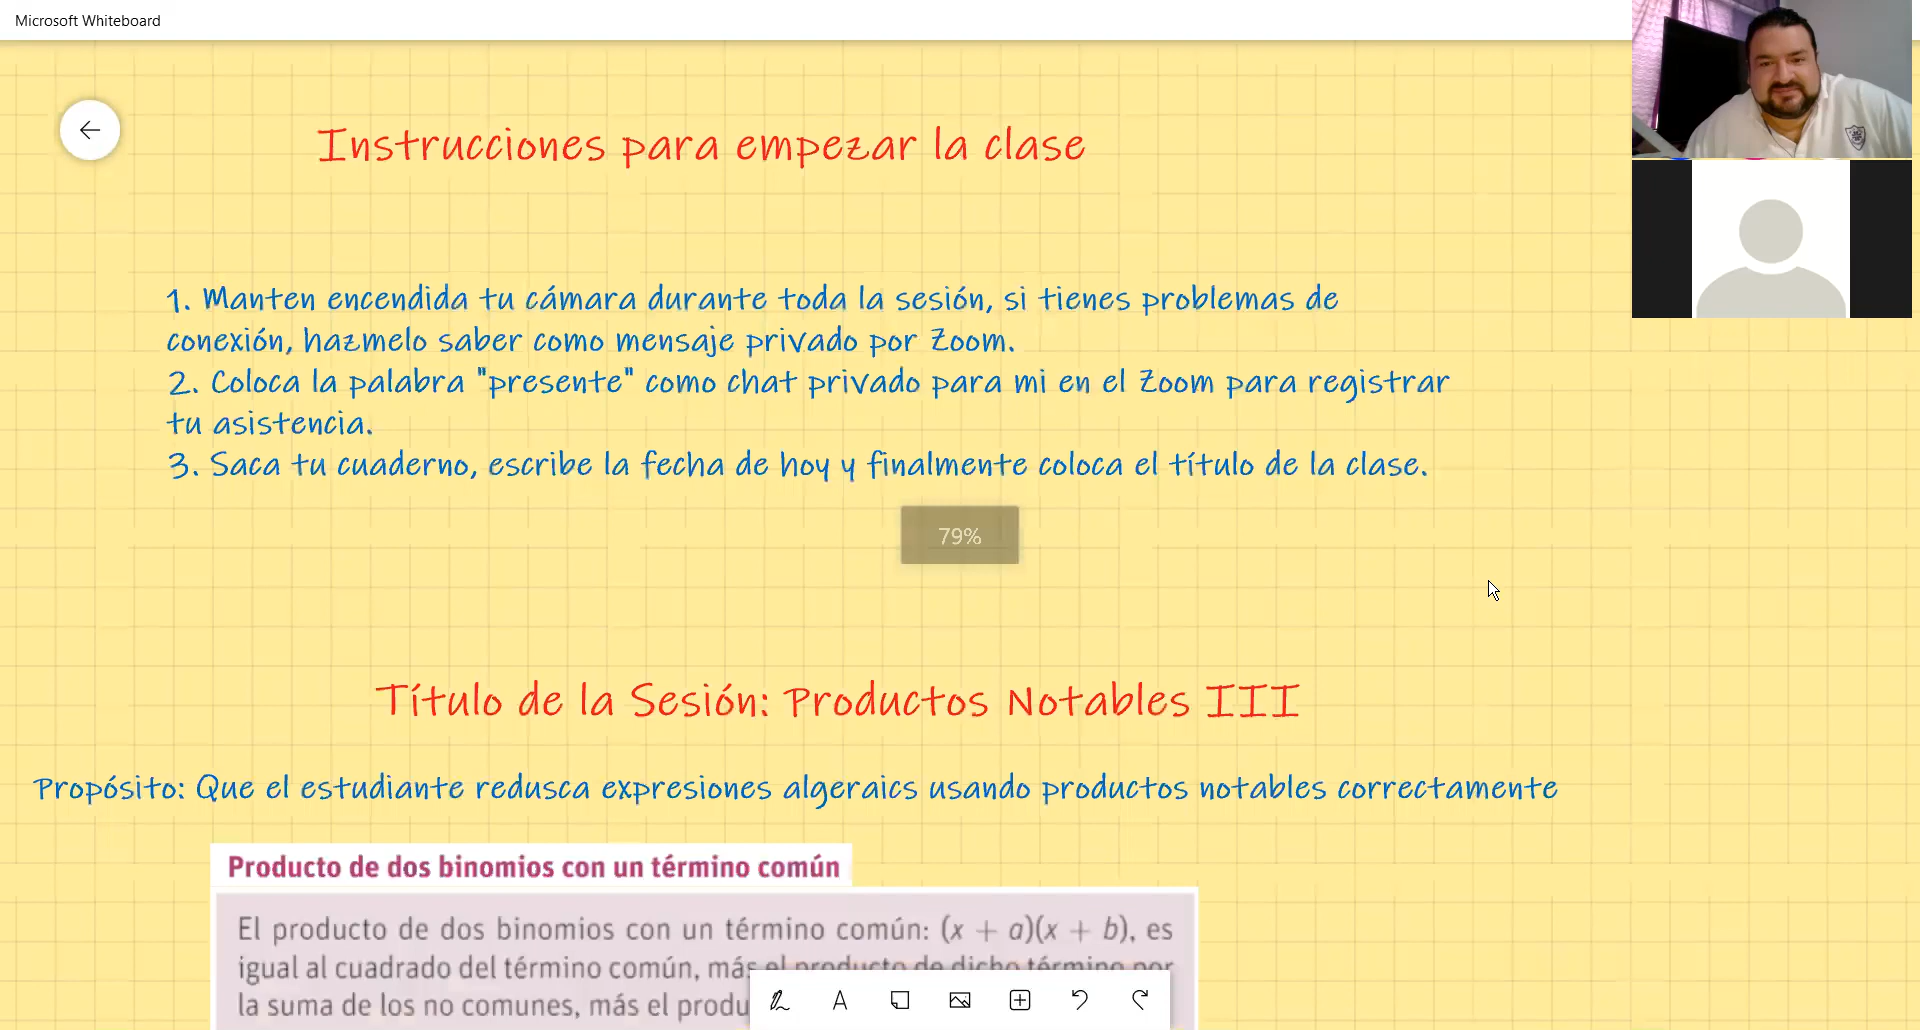 Microsoft Whiteboard
Instrucciones para empezar la clase
1. Manten encendida tu cámara durante toda la sesión, si tienes problemas de
conexión, hazmelo saber como mensaje privado por Zoom.
2. Coloca la palabra "presente" como chat privado para mi en el Zoom para registrar
tu asistencia.
3. Saca tu cuaderno, escribe la fecha de hoy y finalmente coloca el título de la clase.
79%
Título de la Sesión: Productos Notables III
Propósito: Que el estudiante redusca expresiones algeraics usando productos notables correctamente
Producto de dos binomios con un término común
El producto de dos binomios con un término común: (x + a)(x + b), es
igual al cuadrado del término común, más el producto de dicho término por
la suma de los no comunes, más el produ